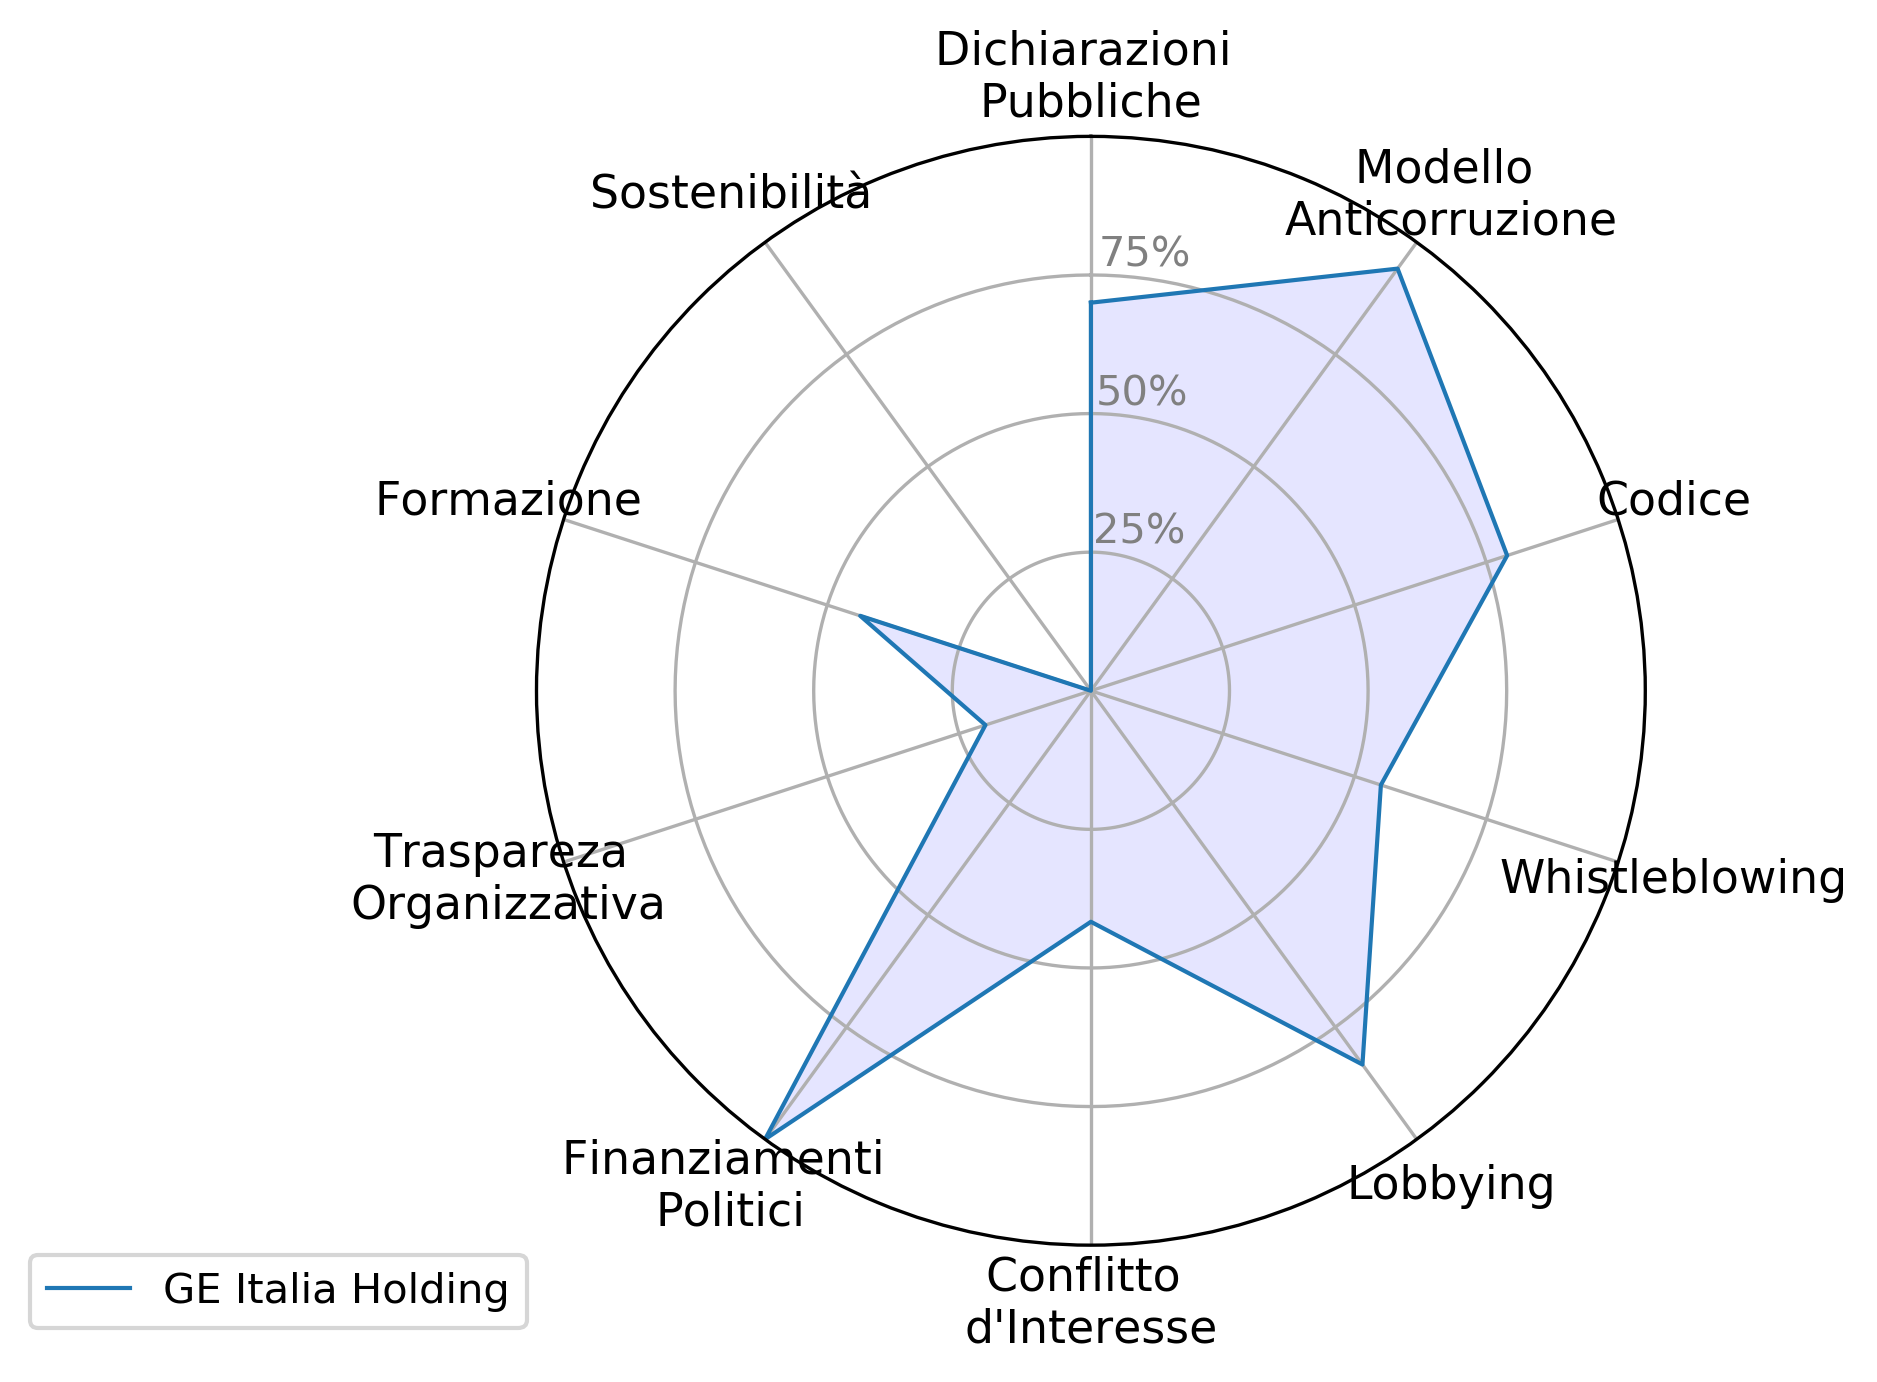 Dichiarazioni
Pubbliche
Modello
Anticorruzione
Sostenibilità
75%
50%
25%
Formazione
Codice
Traspareza
Organizzativa
Whistleblowing
Finanziamenti
Politici
Lobbying
Conflitto
d'Interesse
GE Italia Holding